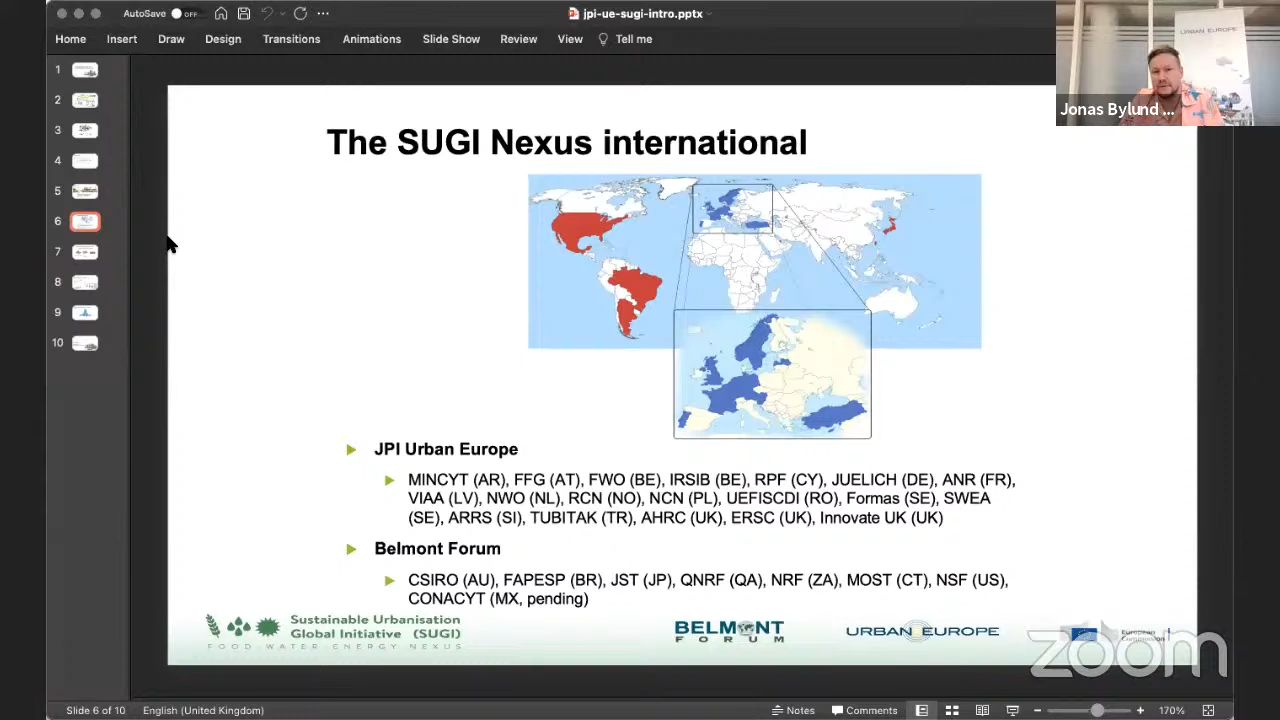 AutoSave OFF
jpi-ue-sugi-intro.pptx
Home Insert Draw Design Transitions Animations Slide Show Review View Tell me
URBAN EUROPE
Jonas Bylund ...
1
2
3
4
5
6
7
8
9
10
The SUGI Nexus international
JPI Urban Europe
MINCYT (AR), FFG (AT), FWO (BE), IRSIB (BE), RPF (CY), JUELICH (DE), ANR (FR),
VIAA (LV), NWO (NL), RCN (NO), NCN (PL), UEFISCDI (RO), Formas (SE), SWEA
(SE), ARRS (SI), TUBITAK (TR), AHRC (UK), ERSC (UK), Innovate UK (UK)
Belmont Forum
CSIRO (AU), FAPESP (BR), JST (JP), QNRF (QA), NRF (ZA), MOST (CT), NSF (US),
CONACYT (MX, pending)
Sustainable Urbanisation
Global Initiative (SUGI)
FOOD-WATER-ENERGY NEXUS
BELMONT
FORUM
URBAN EUROPE
European
Commission
zoom
Slide 6 of 10 English (United Kingdom) Notes Comments 170%